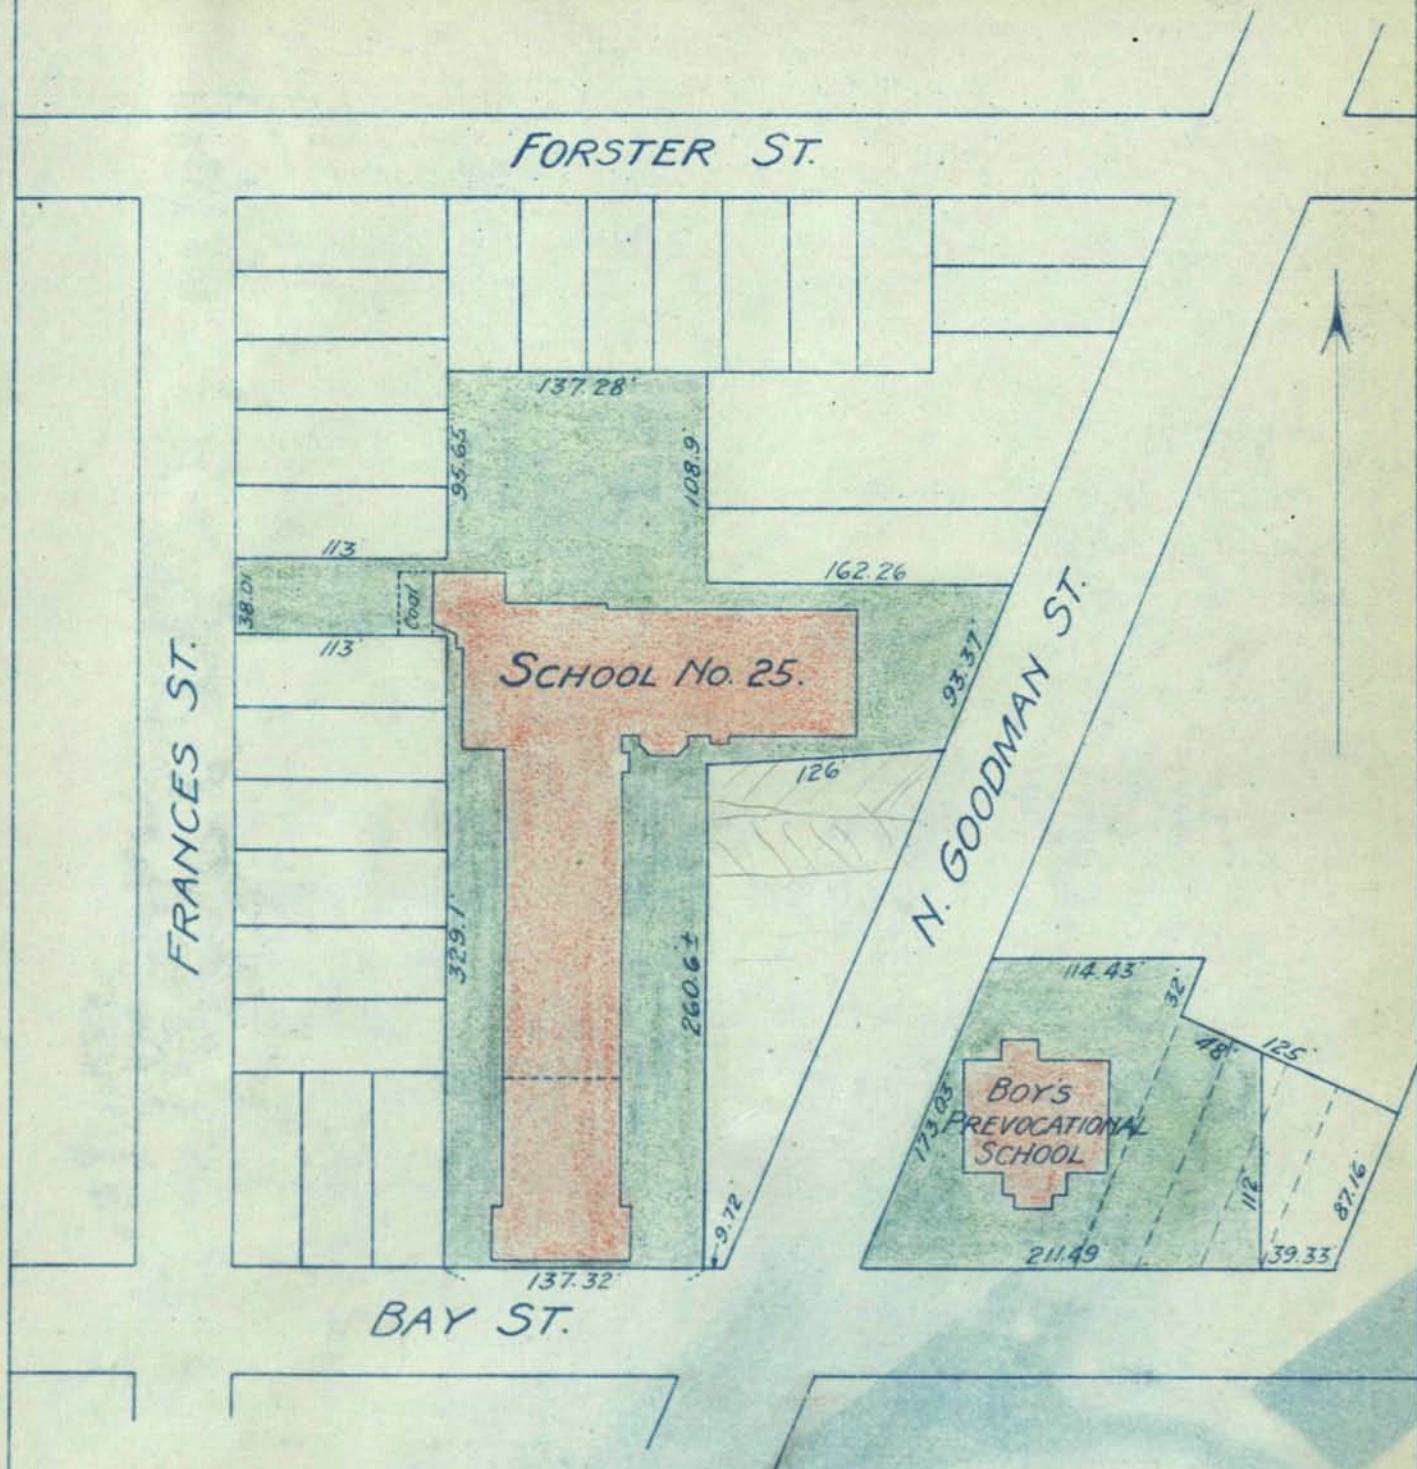 FORSTER ST.
137.28'
95.65
108.9'
113'
162.26
38.01
Coal
113'
SCHOOL No. 25.
93.37'
FRANCES ST.
N. GOODMAN ST.
126'
329.1'
260.6'±
114.43'
32'
48'
125'
BOY'S
PREVOCATIONAL
SCHOOL
173.03'
112'
87.16'
9.72'
211.49'
39.33'
137.32'
BAY ST.